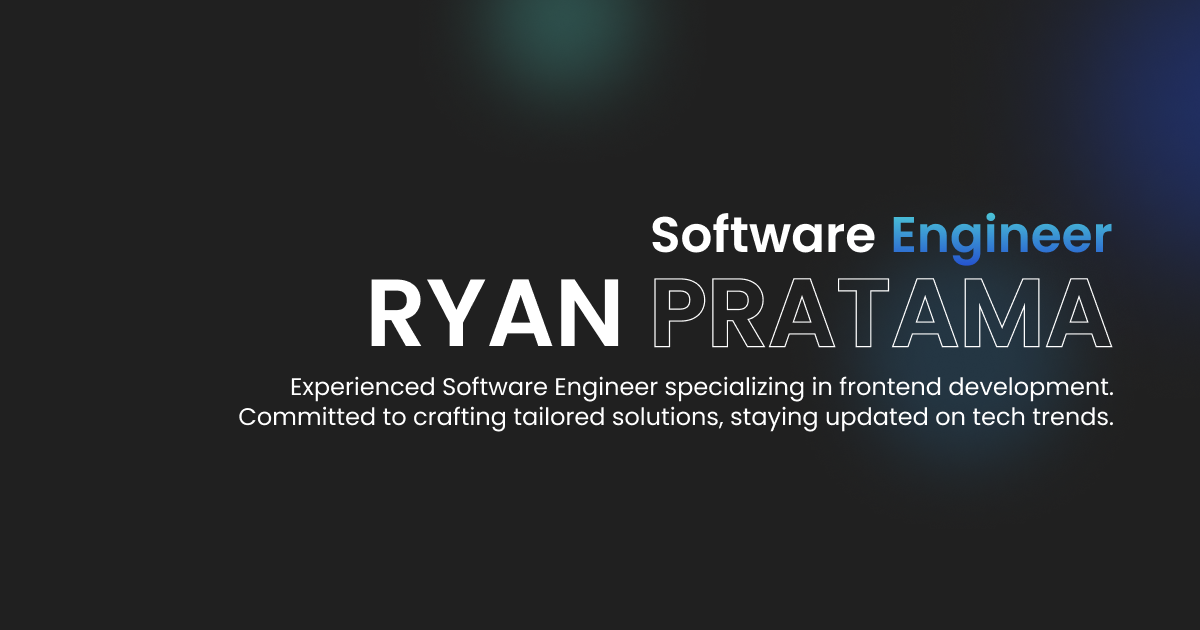 Software Engineer
RYAN PRATAMA
Experienced Software Engineer specializing in frontend development.
Committed to crafting tailored solutions, staying updated on tech trends.